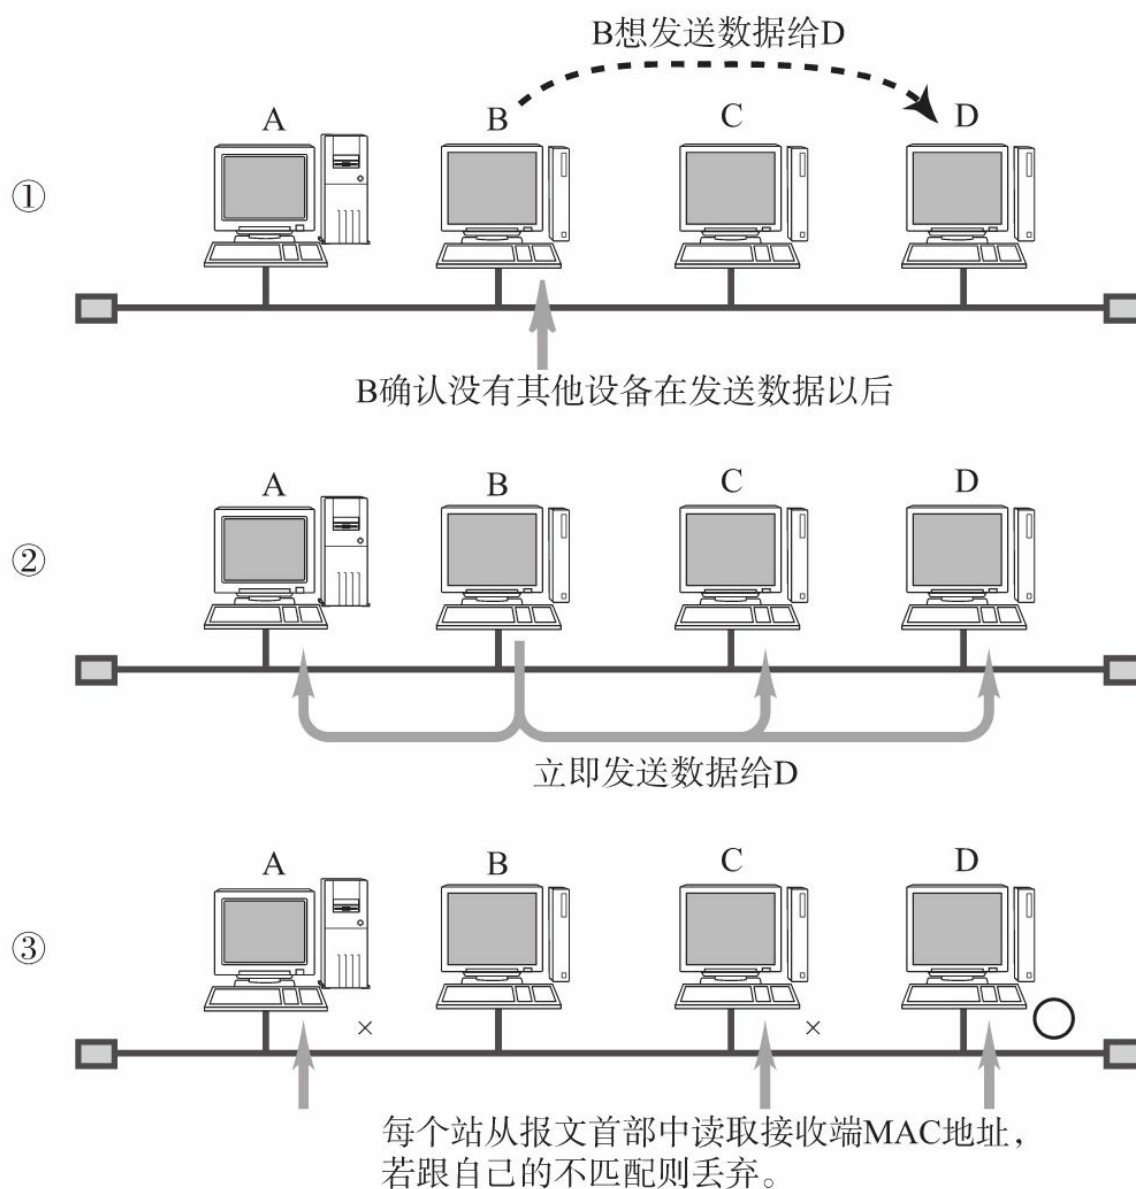 B想发送数据给D
A
B
C
D
①
B确认没有其他设备在发送数据以后
A
B
C
D
②
立即发送数据给D
A
B
C
D
③
×
×
每个站从报文首部中读取接收端MAC地址，
若跟自己的不匹配则丢弃。